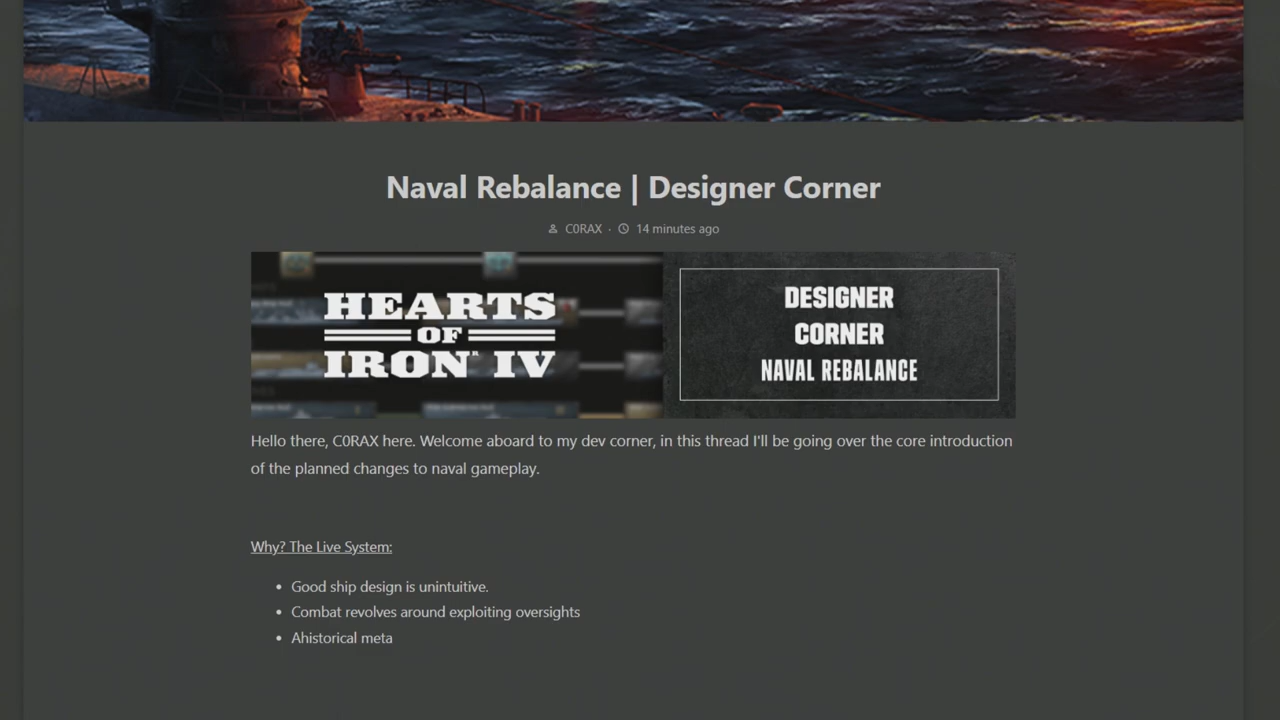 Naval Rebalance | Designer Corner
C0RAX · 14 minutes ago
HEARTS
OF
IRON IV
DESIGNER
CORNER
NAVAL REBALANCE
Hello there, C0RAX here. Welcome aboard to my dev corner, in this thread I'll be going over the core introduction
of the planned changes to naval gameplay.
Why? The Live System:
• Good ship design is unintuitive.
• Combat revolves around exploiting oversights
• Ahistorical meta